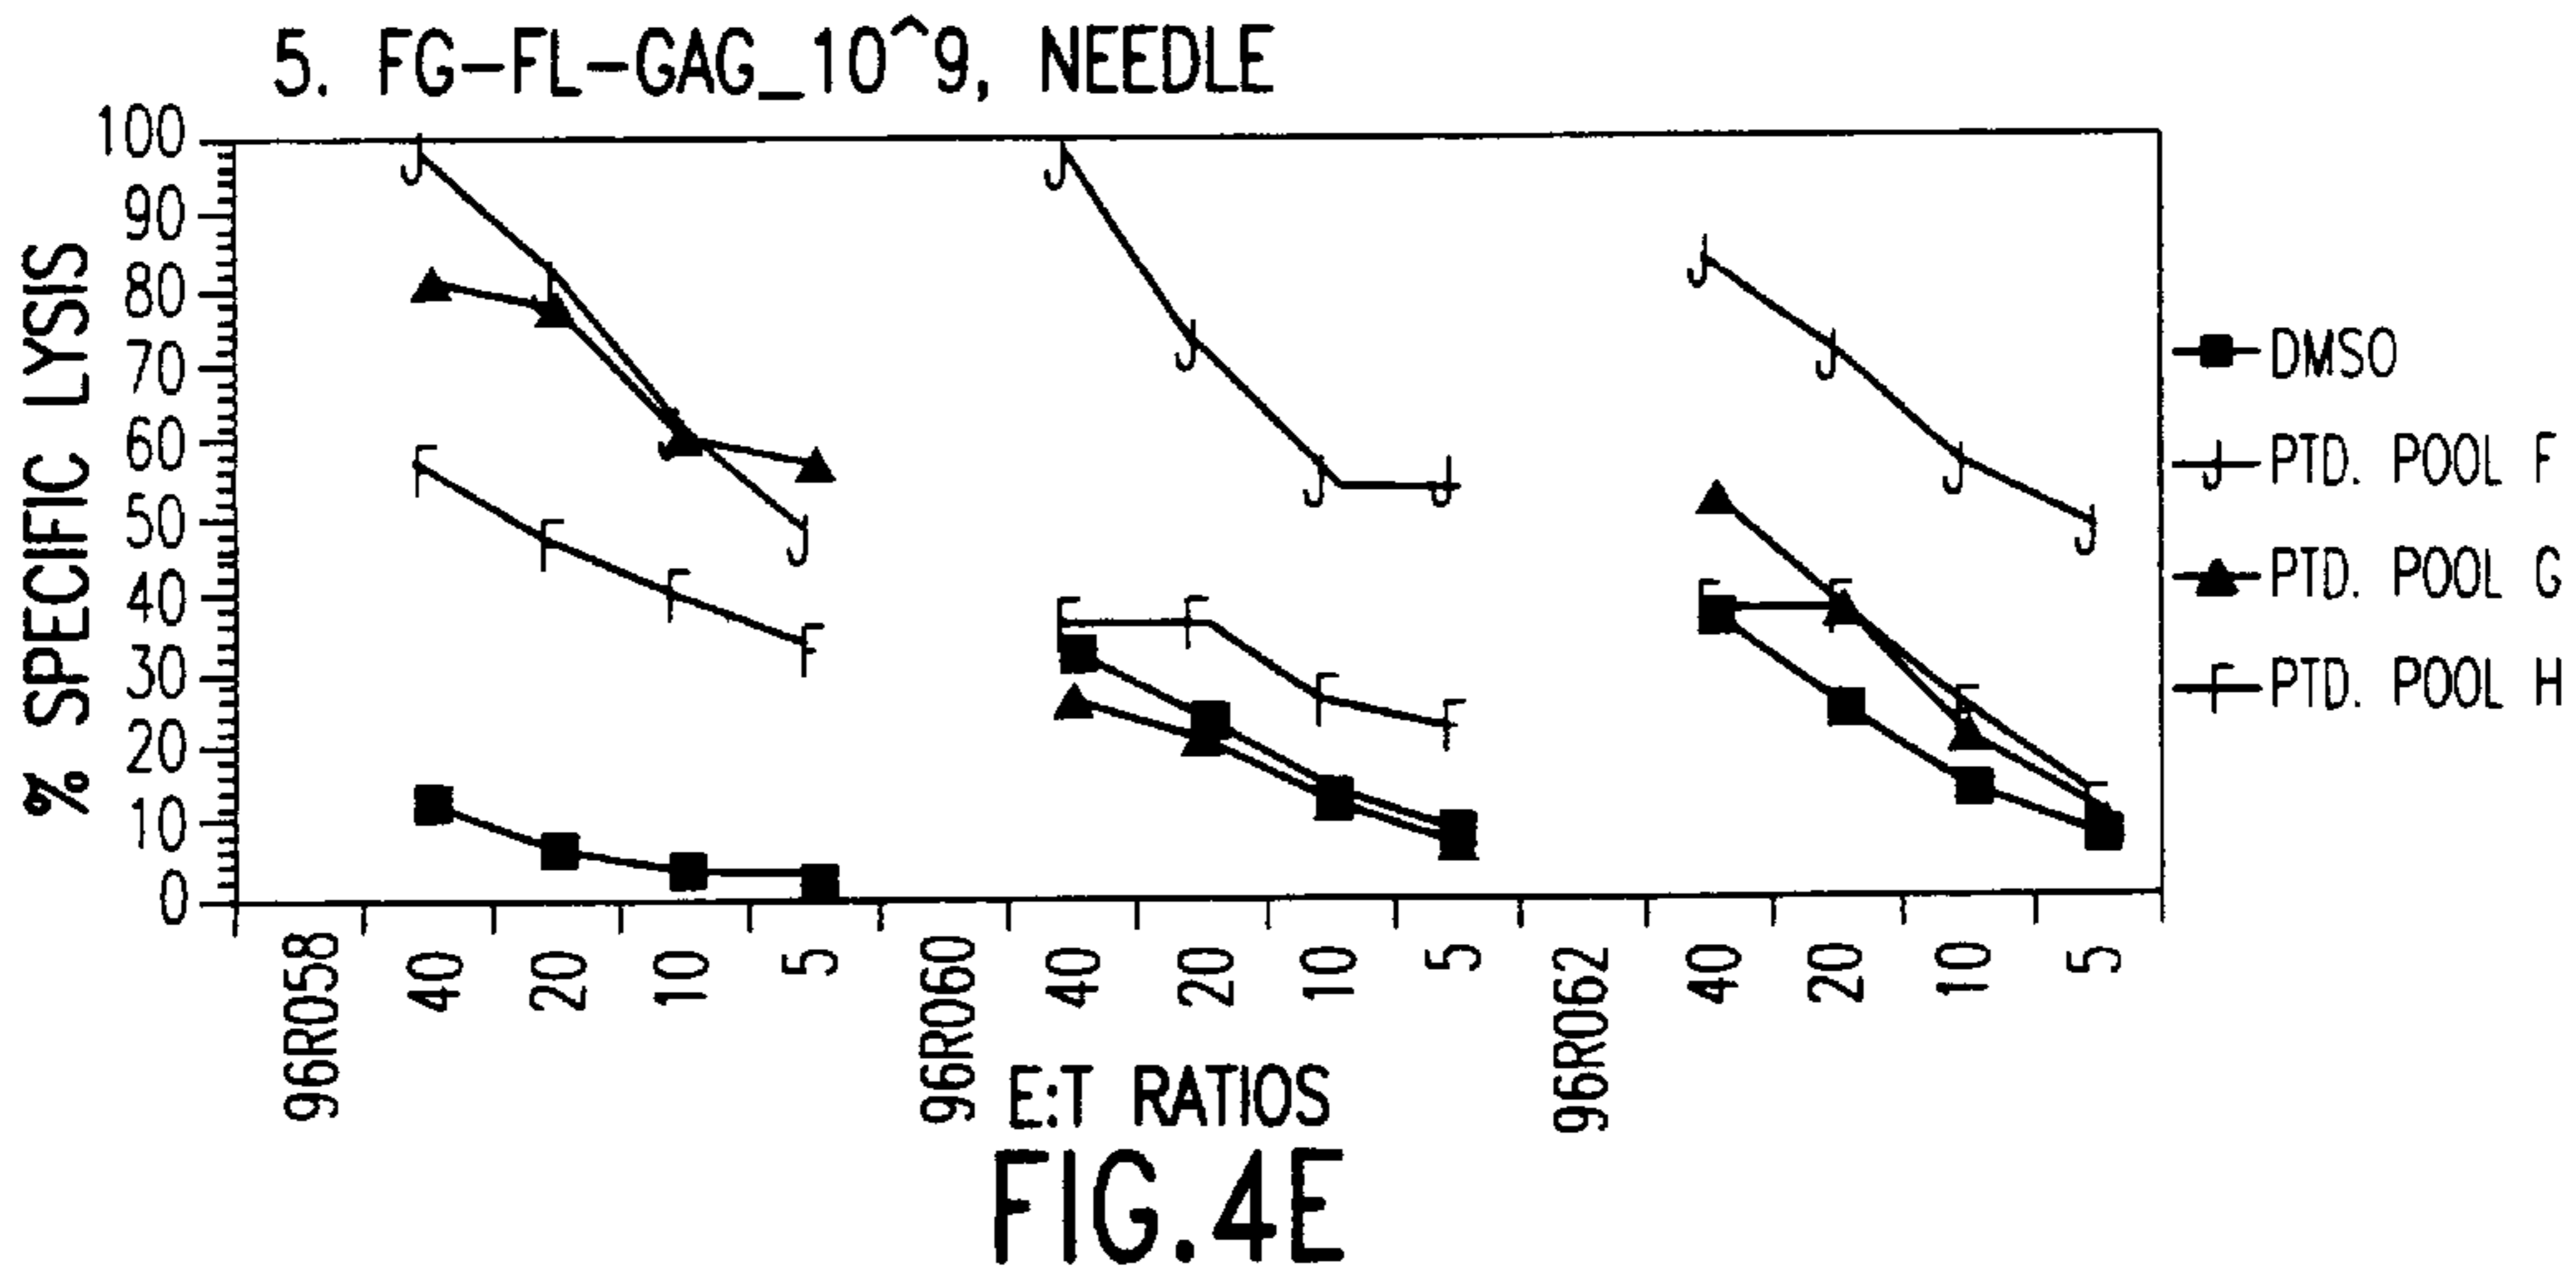 5. FG-FL-GAG_10^9, NEEDLE
% SPECIFIC LYSIS
100
90
80
70
60
50
40
30
20
10
0
96R058
40
20
10
5
96R060
40
20
10
5
96R062
40
20
10
5
E:T RATIOS
DMSO
PTD. POOL F
PTD. POOL G
PTD. POOL H
FIG.4E